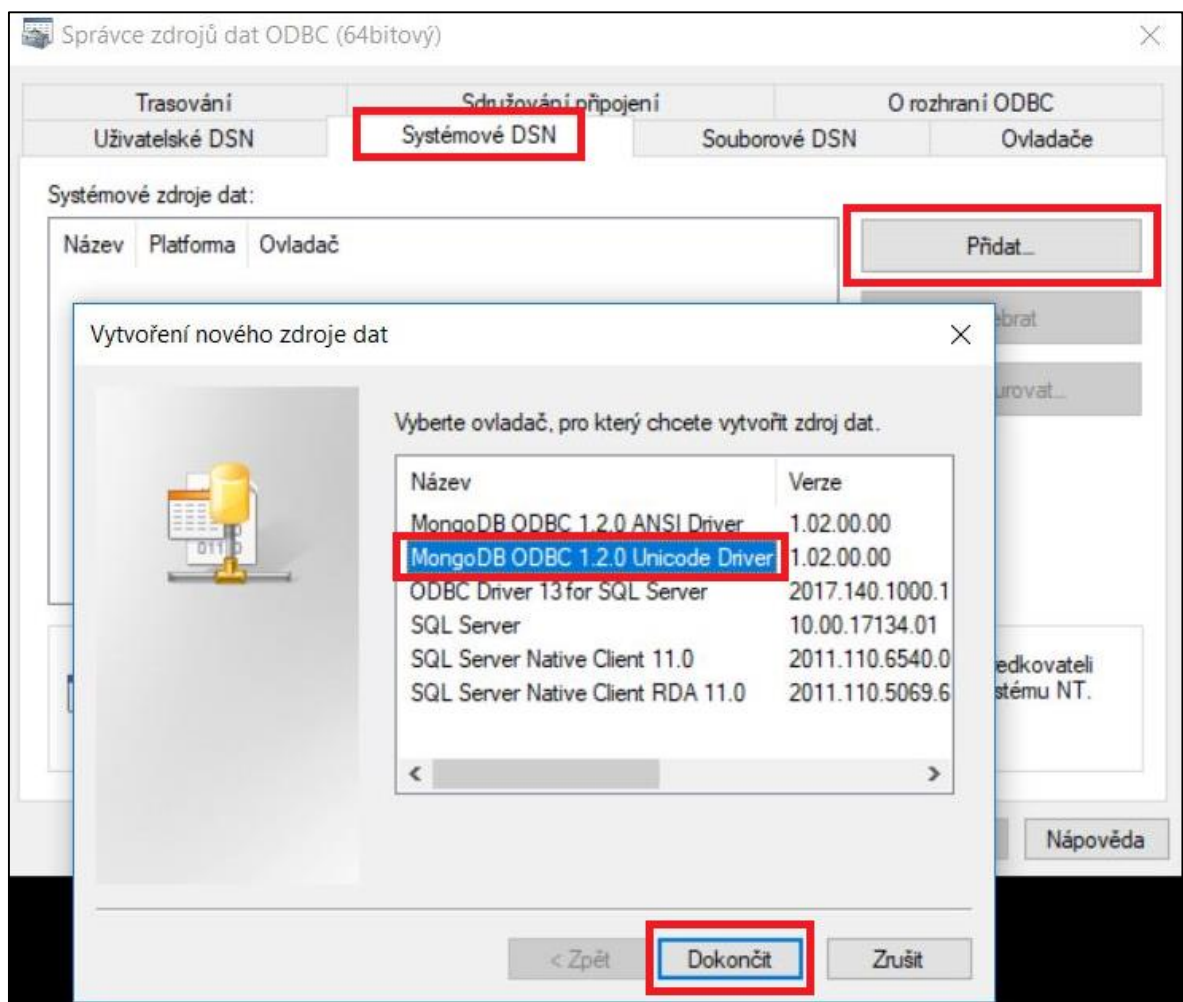 Správce zdrojů dat ODBC (64bitový)
Trasování Sdružování připojení O rozhraní ODBC
Uživatelské DSN Systémové DSN Souborové DSN Ovladače
Systémové zdroje dat:
Název Platforma Ovladač
Přidat...
Vytvoření nového zdroje dat
Vyberte ovladač, pro který chcete vytvořit zdroj dat.
Název Verze
MongoDB ODBC 1.2.0 ANSI Driver 1.02.00.00
MongoDB ODBC 1.2.0 Unicode Driver 1.02.00.00
ODBC Driver 13 for SQL Server 2017.140.1000.1
SQL Server 10.00.17134.01
SQL Server Native Client 11.0 2011.110.6540.0
SQL Server Native Client RDA 11.0 2011.110.5069.6
stému NT.
Nápověda
< Zpět Dokončit Zrušit